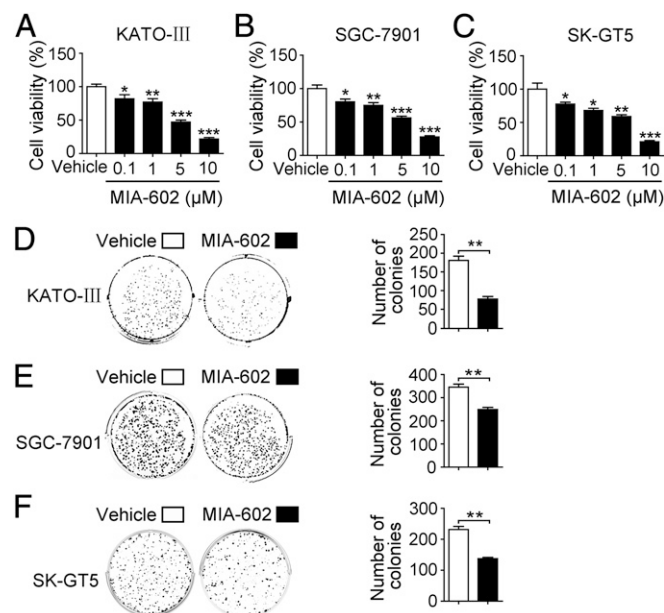 A
KATO-III
Cell viability (%)
150
100
50
0
* ** *** ***
Vehicle 0.1 1 5 10
MIA-602 (µM)
B
SGC-7901
Cell viability (%)
150
100
50
0
* ** *** ***
Vehicle 0.1 1 5 10
MIA-602 (µM)
C
SK-GT5
Cell viability (%)
150
100
50
0
* * ** ***
Vehicle 0.1 1 5 10
MIA-602 (µM)
D
Vehicle MIA-602
KATO-III
Number of
colonies
250
200
150
100
50
0
**
E
Vehicle MIA-602
SGC-7901
Number of
colonies
400
300
200
100
0
**
F
Vehicle MIA-602
SK-GT5
Number of
colonies
300
200
100
0
**